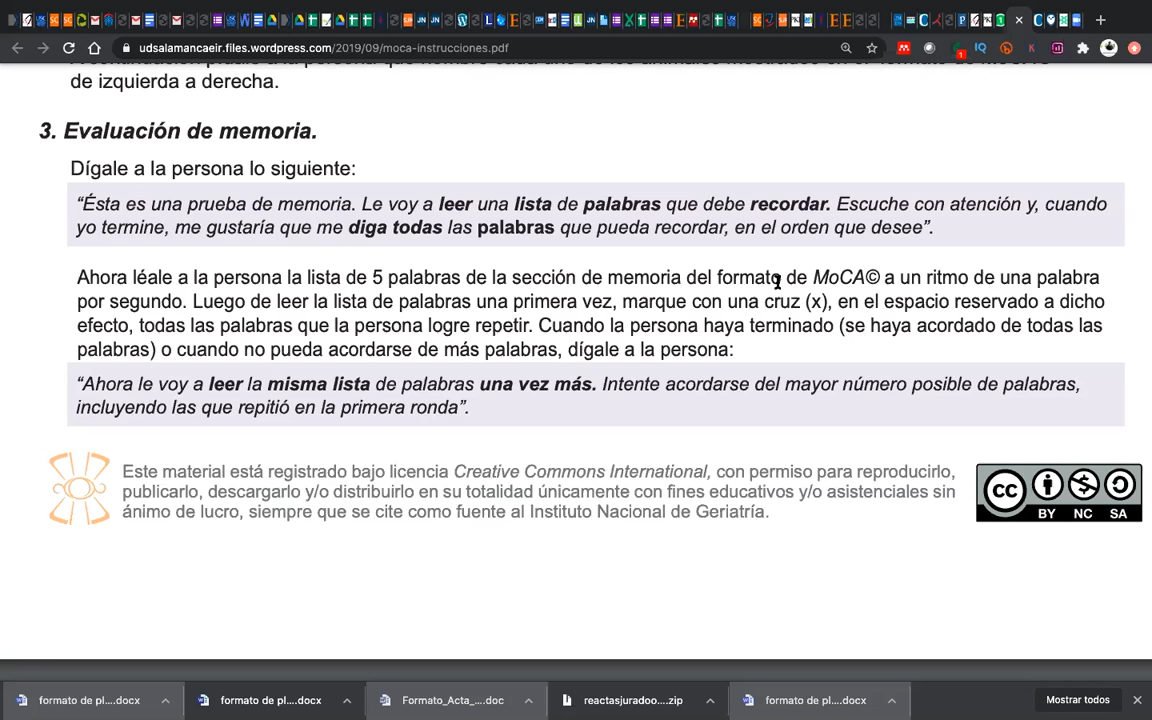 udsalamancaeir.files.wordpress.com/2019/09/moca-instrucciones.pdf
de izquierda a derecha.
3. Evaluación de memoria.
Dígale a la persona lo siguiente:
“Ésta es una prueba de memoria. Le voy a leer una lista de palabras que debe recordar. Escuche con atención y, cuando
yo termine, me gustaría que me diga todas las palabras que pueda recordar, en el orden que desee”.
Ahora léale a la persona la lista de 5 palabras de la sección de memoria del formato de MoCA© a un ritmo de una palabra
por segundo. Luego de leer la lista de palabras una primera vez, marque con una cruz (x), en el espacio reservado a dicho
efecto, todas las palabras que la persona logre repetir. Cuando la persona haya terminado (se haya acordado de todas las
palabras) o cuando no pueda acordarse de más palabras, dígale a la persona:
“Ahora le voy a leer la misma lista de palabras una vez más. Intente acordarse del mayor número posible de palabras,
incluyendo las que repitió en la primera ronda”.
Este material está registrado bajo licencia Creative Commons International, con permiso para reproducirlo,
publicarlo, descargarlo y/o distribuirlo en su totalidad únicamente con fines educativos y/o asistenciales sin
ánimo de lucro, siempre que se cite como fuente al Instituto Nacional de Geriatría.
cc BY NC SA
formato de pl....docx formato de pl....docx Formato_Acta_....doc reactasjuradoo....zip formato de pl....docx Mostrar todos